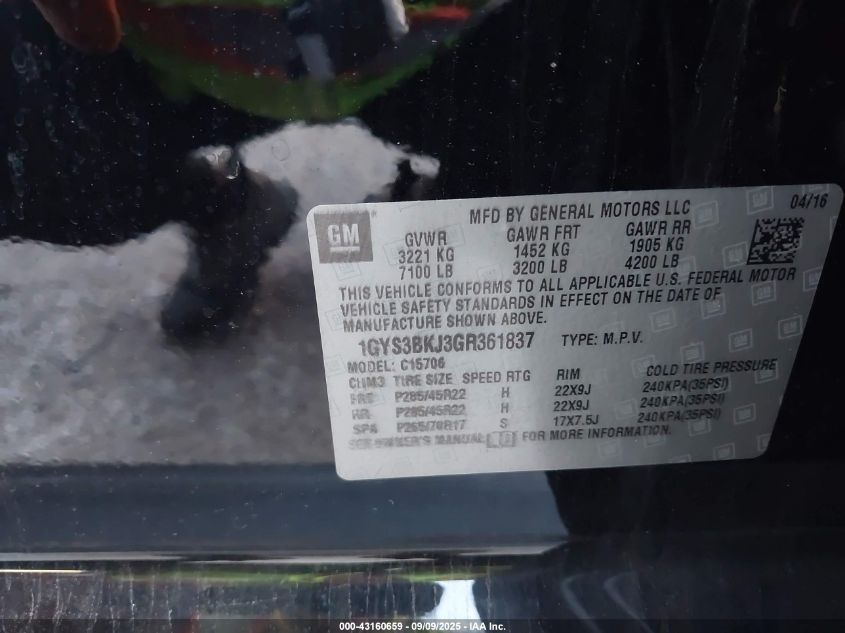 04/16
GM
MFD BY GENERAL MOTORS LLC
GVWR GAWR FRT GAWR RR
3221 KG 1452 KG 1905 KG
7100 LB 3200 LB 4200 LB
THIS VEHICLE CONFORMS TO ALL APPLICABLE U.S. FEDERAL MOTOR
VEHICLE SAFETY STANDARDS IN EFFECT ON THE DATE OF
MANUFACTURE SHOWN ABOVE.
1GYS3BKJ3GR361837 TYPE: M.P.V.
MODEL: C15706
TIRE SIZE SPEED RTG RIM COLD TIRE PRESSURE
FRT P285/45R22 H 22X9J 240KPA(35PSI)
RR P285/45R22 H 22X9J 240KPA(35PSI)
SPA P265/70R17 S 17X7.5J 240KPA(35PSI)
SEE OWNER'S MANUAL FOR MORE INFORMATION.
000-43160659 - 09/09/2025 - IAA Inc.